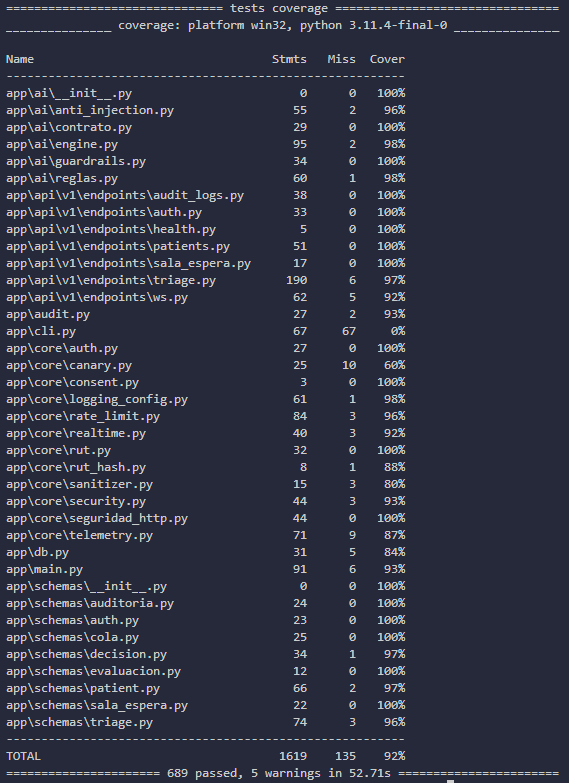 ================================ tests coverage ================================
_______________ coverage: platform win32, python 3.11.4-final-0 _______________
Name Stmts Miss Cover
---------------------------------------------------------
app\ai\__init__.py 0 0 100%
app\ai\anti_injection.py 55 2 96%
app\ai\contrato.py 29 0 100%
app\ai\engine.py 95 2 98%
app\ai\guardrails.py 34 0 100%
app\ai\reglas.py 60 1 98%
app\api\v1\endpoints\audit_logs.py 38 0 100%
app\api\v1\endpoints\auth.py 33 0 100%
app\api\v1\endpoints\health.py 5 0 100%
app\api\v1\endpoints\patients.py 51 0 100%
app\api\v1\endpoints\sala_espera.py 17 0 100%
app\api\v1\endpoints\triage.py 190 6 97%
app\api\v1\endpoints\ws.py 62 5 92%
app\audit.py 27 2 93%
app\cli.py 67 67 0%
app\core\auth.py 27 0 100%
app\core\canary.py 25 10 60%
app\core\consent.py 3 0 100%
app\core\logging_config.py 61 1 98%
app\core\rate_limit.py 84 3 96%
app\core\realtime.py 40 3 92%
app\core\rut.py 32 0 100%
app\core\rut_hash.py 8 1 88%
app\core\sanitizer.py 15 3 80%
app\core\security.py 44 3 93%
app\core\seguridad_http.py 44 0 100%
app\core\telemetry.py 71 9 87%
app\db.py 31 5 84%
app\main.py 91 6 93%
app\schemas\__init__.py 0 0 100%
app\schemas\auditoria.py 24 0 100%
app\schemas\auth.py 23 0 100%
app\schemas\cola.py 25 0 100%
app\schemas\decision.py 34 1 97%
app\schemas\evaluacion.py 12 0 100%
app\schemas\patient.py 66 2 97%
app\schemas\sala_espera.py 22 0 100%
app\schemas\triage.py 74 3 96%
---------------------------------------------------------
TOTAL 1619 135 92%
====================== 689 passed, 5 warnings in 52.71s =======================